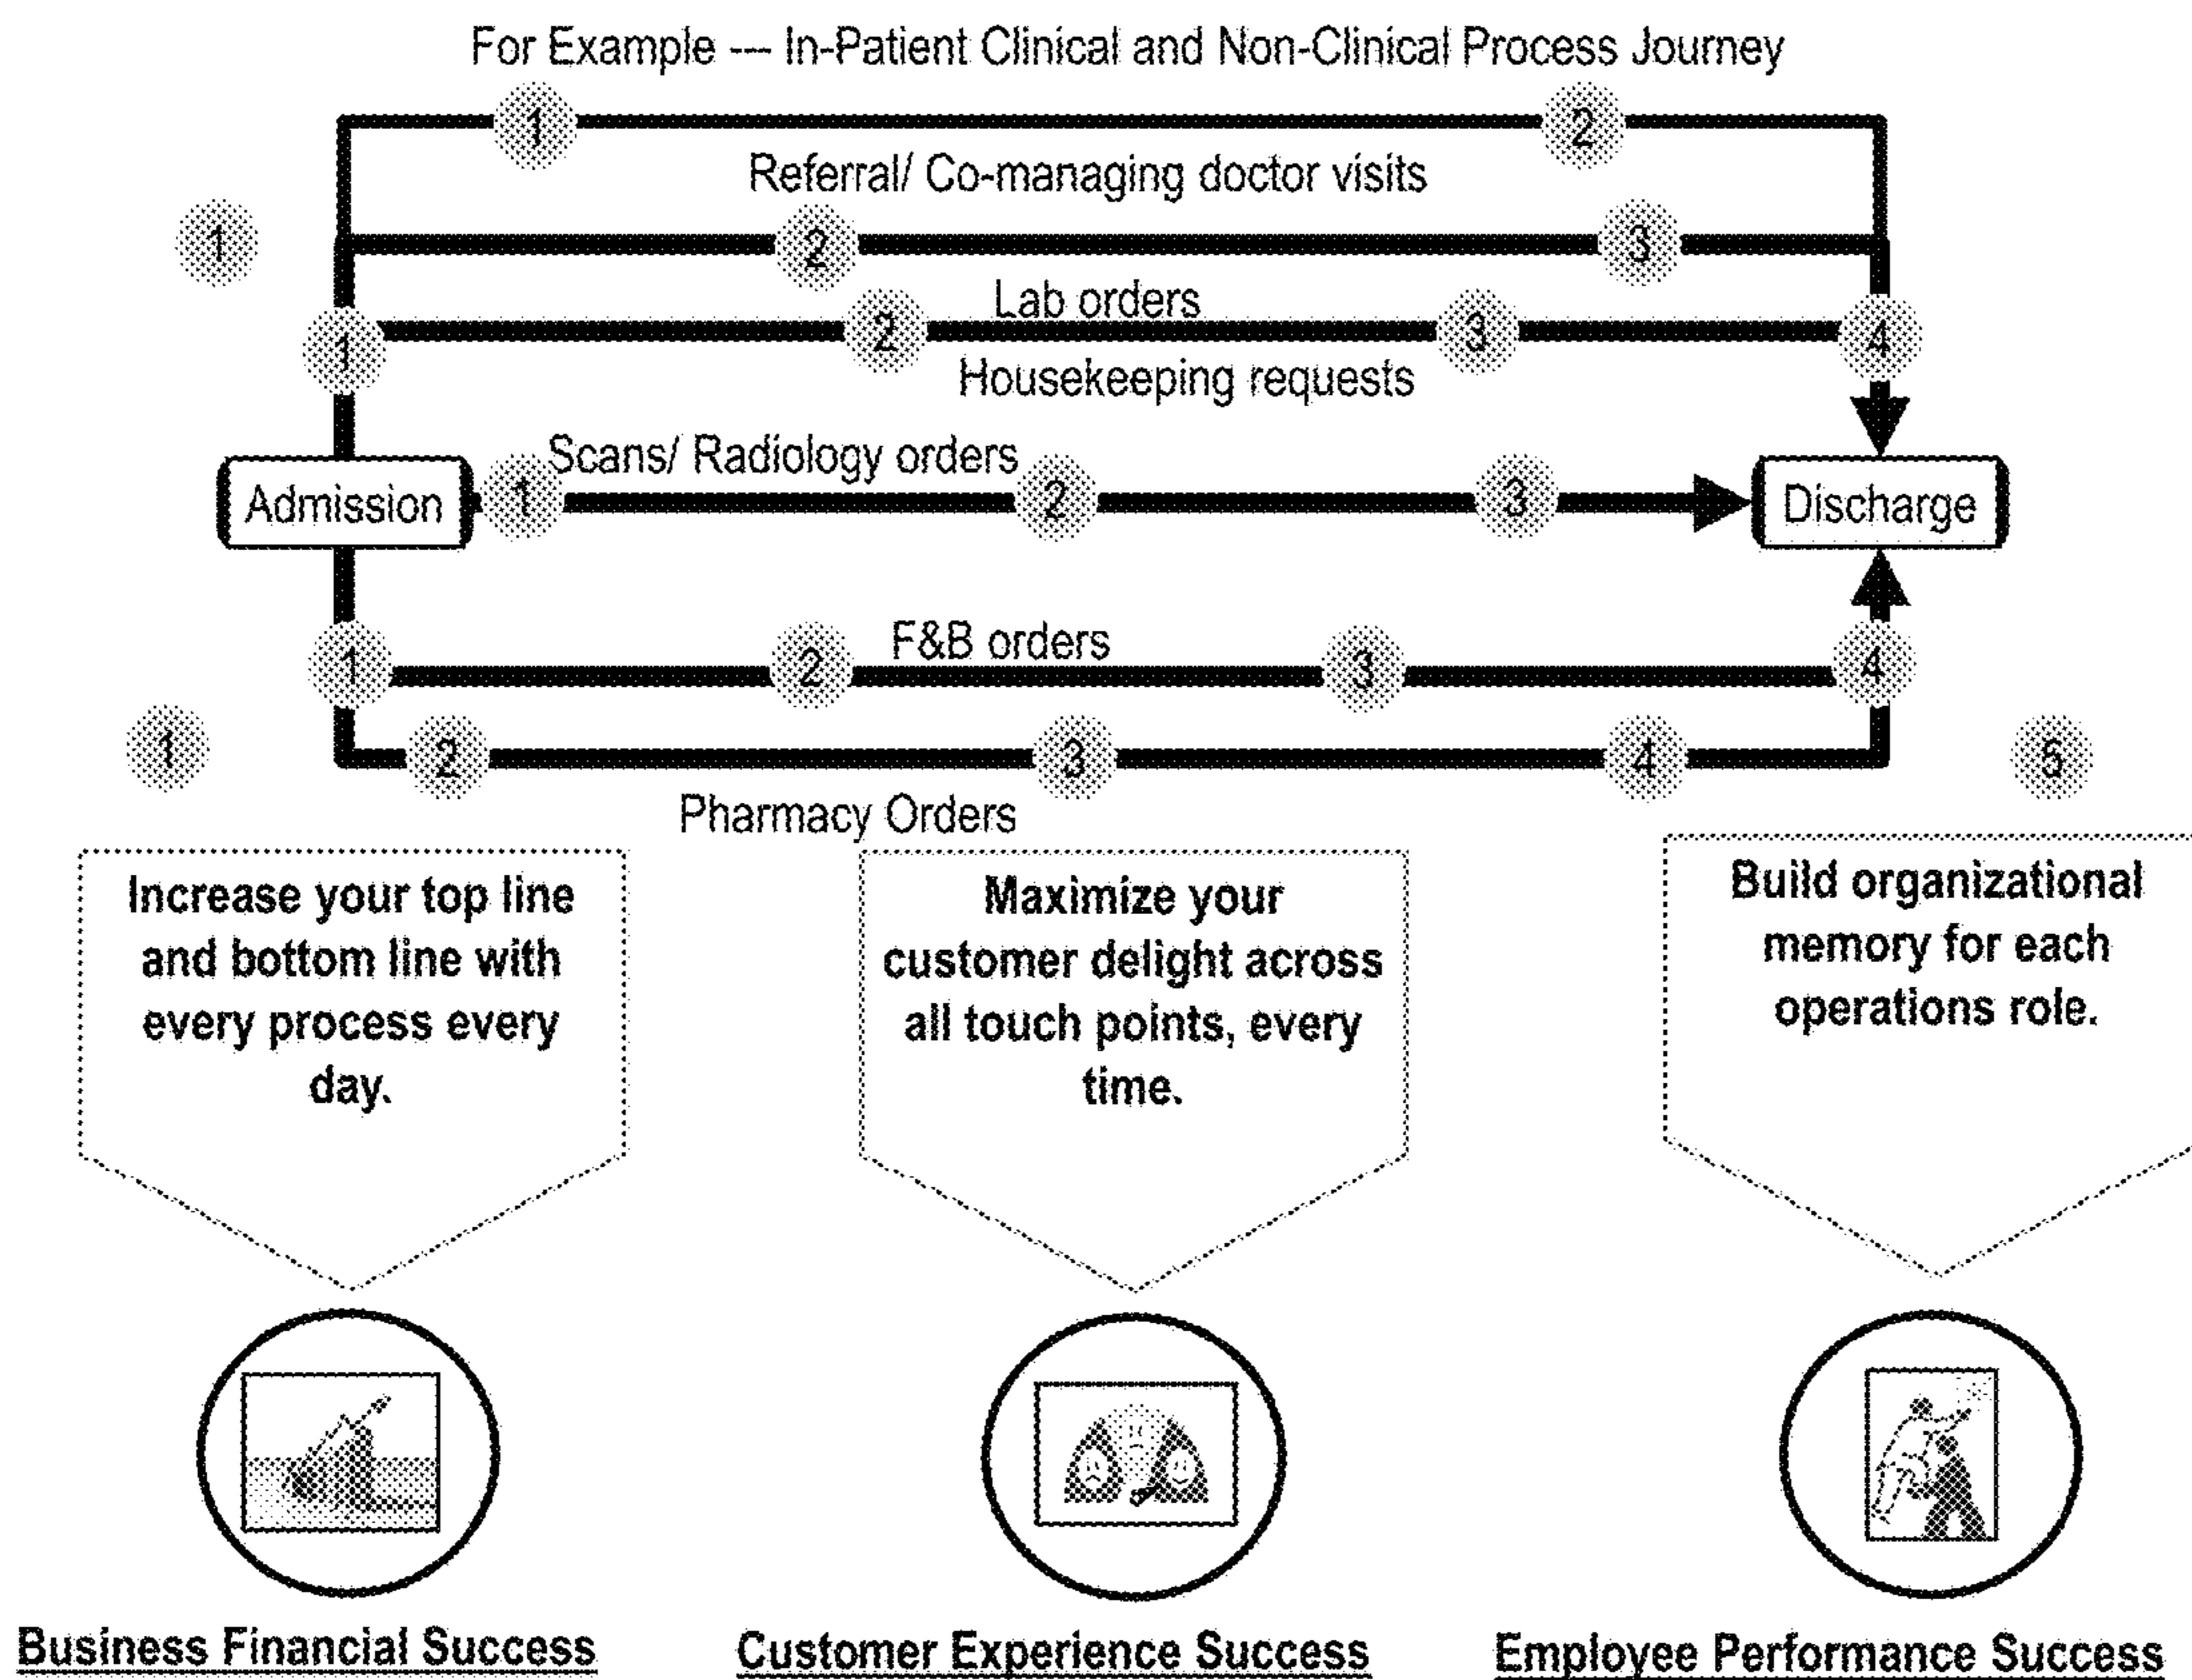 For Example --- In-Patient Clinical and Non-Clinical Process Journey
1 2
Referral/ Co-managing doctor visits
1 2 3
Lab orders
1 2 3 4
Housekeeping requests
Scans/ Radiology orders
Admission 1 2 3 Discharge
F&B orders
1 2 3 4
1 2 3 4 5
Pharmacy Orders
Increase your top line
and bottom line with
every process every
day.
Maximize your
customer delight across
all touch points, every
time.
Build organizational
memory for each
operations role.
Business Financial Success
Customer Experience Success
Employee Performance Success